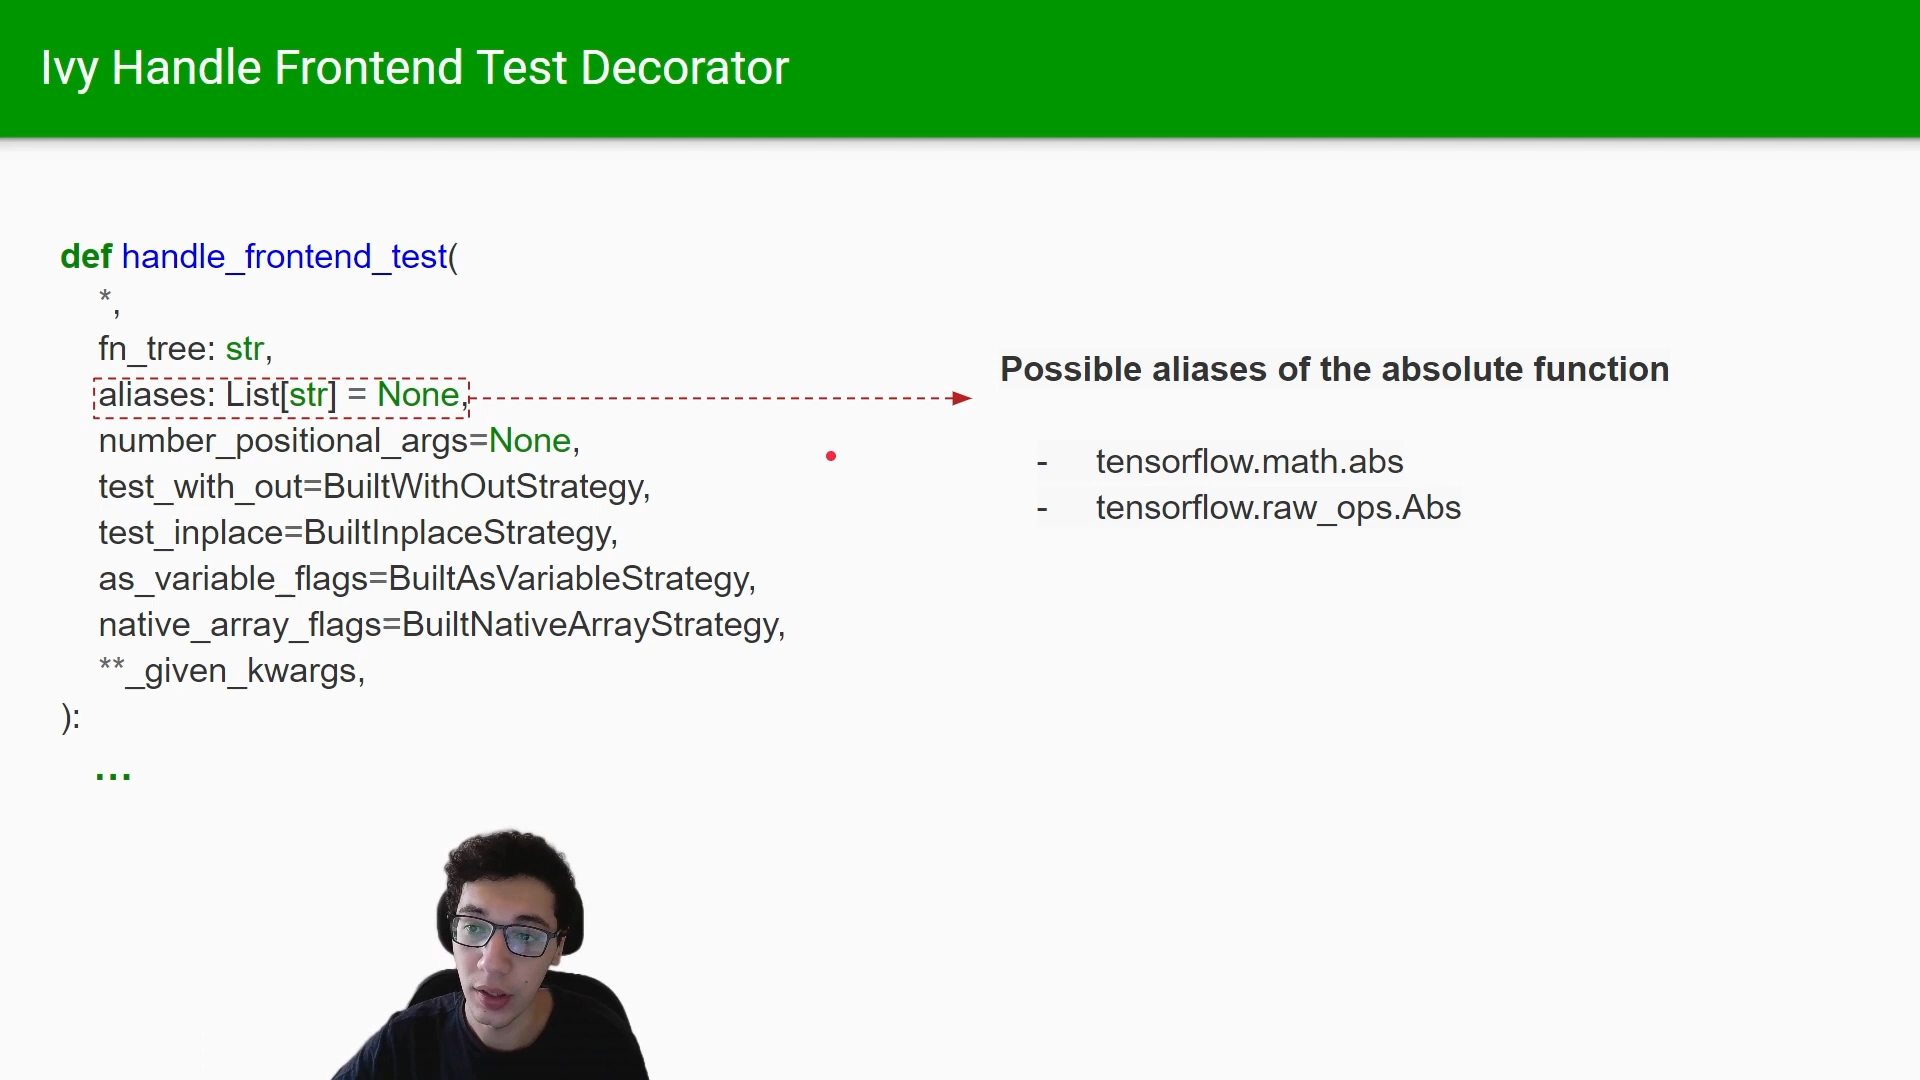 Ivy Handle Frontend Test Decorator
def handle_frontend_test(
*,
fn_tree: str,
aliases: List[str] = None,
number_positional_args=None,
test_with_out=BuiltWithOutStrategy,
test_inplace=BuiltInplaceStrategy,
as_variable_flags=BuiltAsVariableStrategy,
native_array_flags=BuiltNativeArrayStrategy,
**_given_kwargs,
):
...
Possible aliases of the absolute function
- tensorflow.math.abs
- tensorflow.raw_ops.Abs